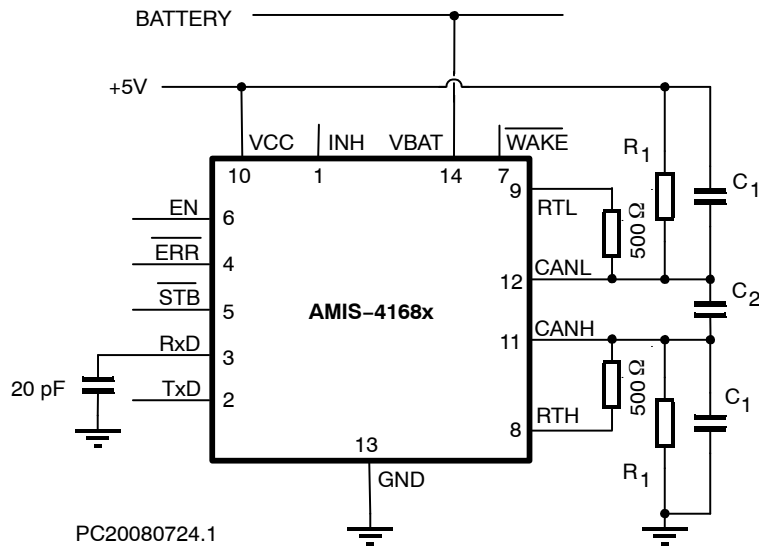 BATTERY
+5V
VCC
INH
VBAT
WAKE
10
1
14
7
R1
C1
9
RTL
500 Ω
EN
6
ERR
4
12
CANL
C2
STB
5
AMIS−4168x
RxD
3
11
CANH
20 pF
TxD
2
500 Ω
C1
8
RTH
13
GND
R1
PC20080724.1